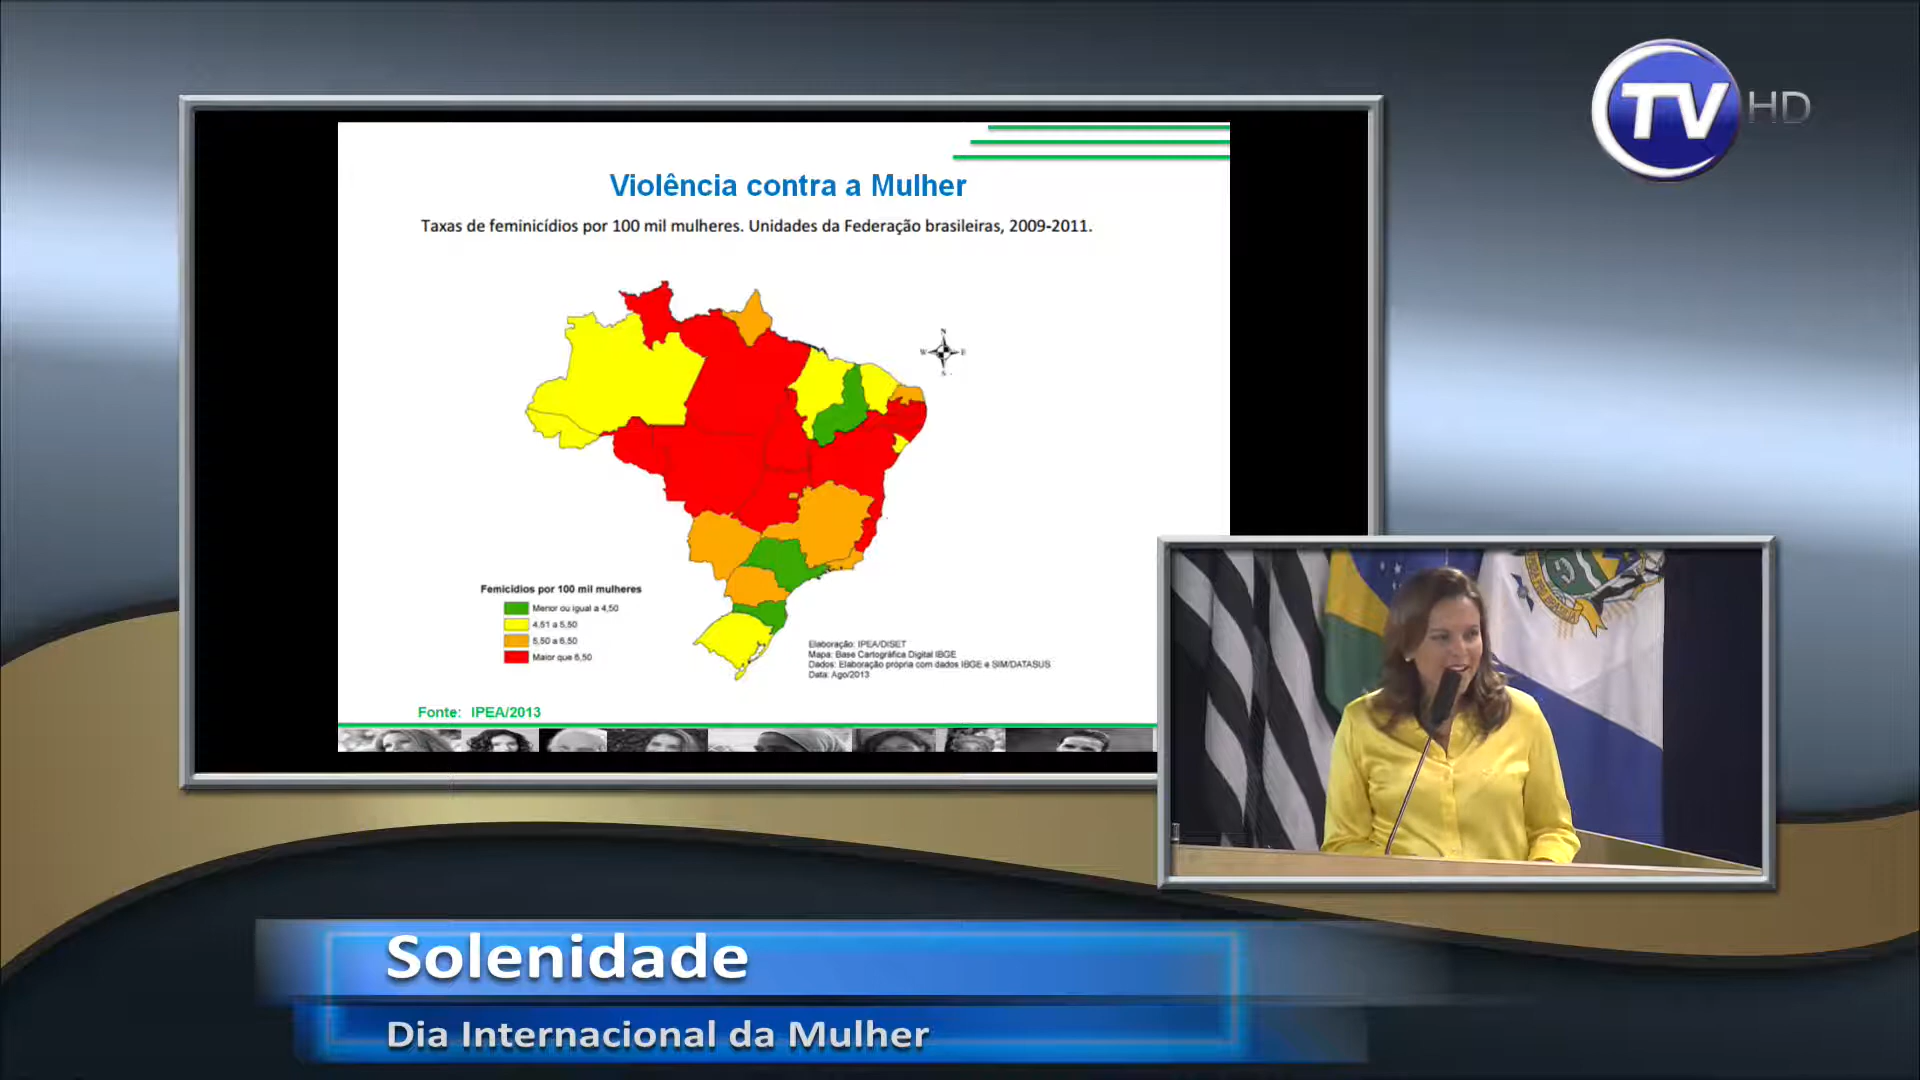 TV HD
Violência contra a Mulher
Taxas de feminicídios por 100 mil mulheres. Unidades da Federação brasileiras, 2009-2011.
N
W E
S
Femicídios por 100 mil mulheres
Menor ou igual a 4,50
4,51 a 5,50
5,50 a 6,50
Maior que 6,50
Elaboração: IPEA/DISET
Mapa: Base Cartográfica Digital IBGE
Dados: Elaboração própria com dados IBGE e SIM/DATASUS
Data: Ago/2013
Fonte: IPEA/2013
Solenidade
Dia Internacional da Mulher